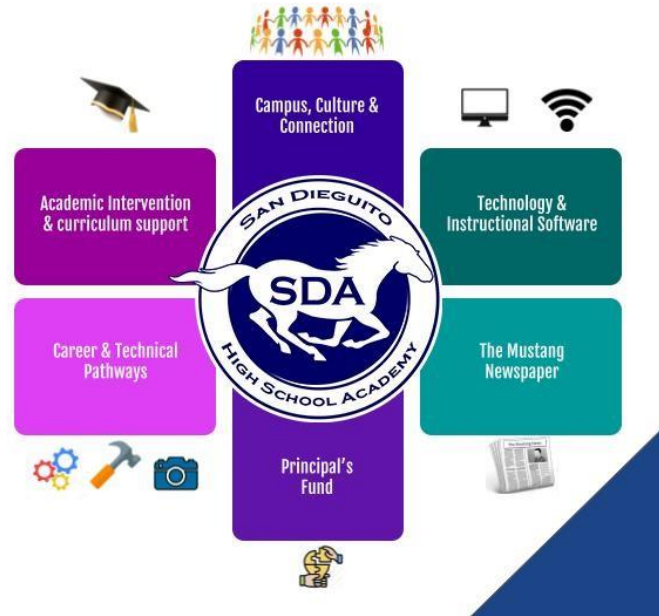 Campus, Culture &
Connection
Academic Intervention
& curriculum support
Technology &
Instructional Software
SAN DIEGUITO
SDA
HIGH SCHOOL ACADEMY
Career & Technical
Pathways
The Mustang
Newspaper
Principal's
Fund